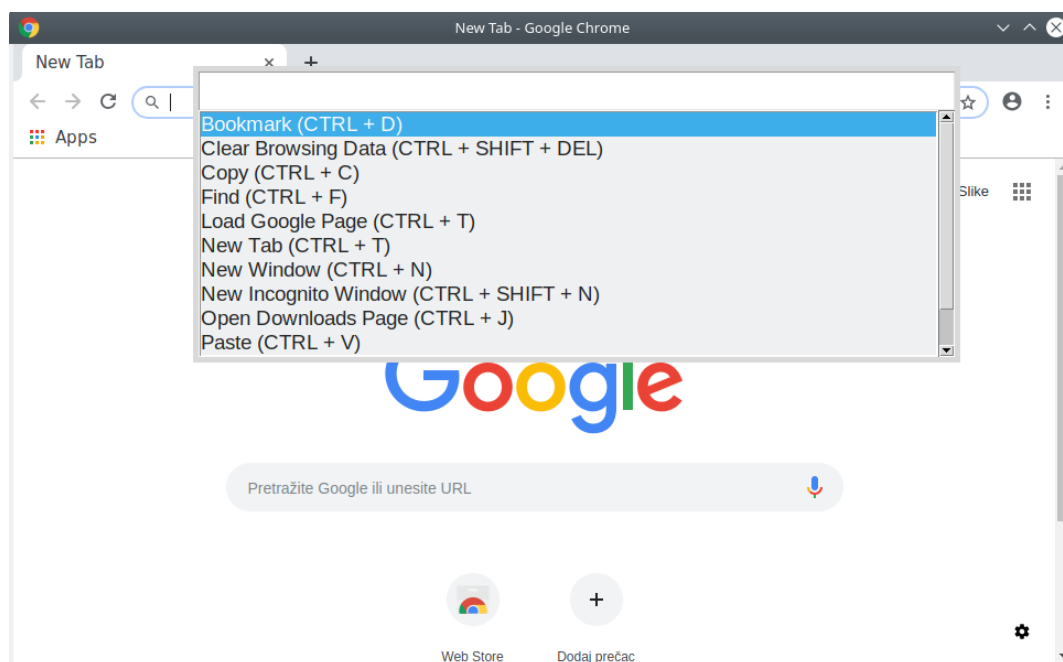 New Tab - Google Chrome
New Tab
Apps
Bookmark (CTRL + D)
Clear Browsing Data (CTRL + SHIFT + DEL)
Copy (CTRL + C)
Find (CTRL + F)
Load Google Page (CTRL + T)
New Tab (CTRL + T)
New Window (CTRL + N)
New Incognito Window (CTRL + SHIFT + N)
Open Downloads Page (CTRL + J)
Paste (CTRL + V)
Slike
Google
Pretražite Google ili unesite URL
Web Store
Dodaj prečac